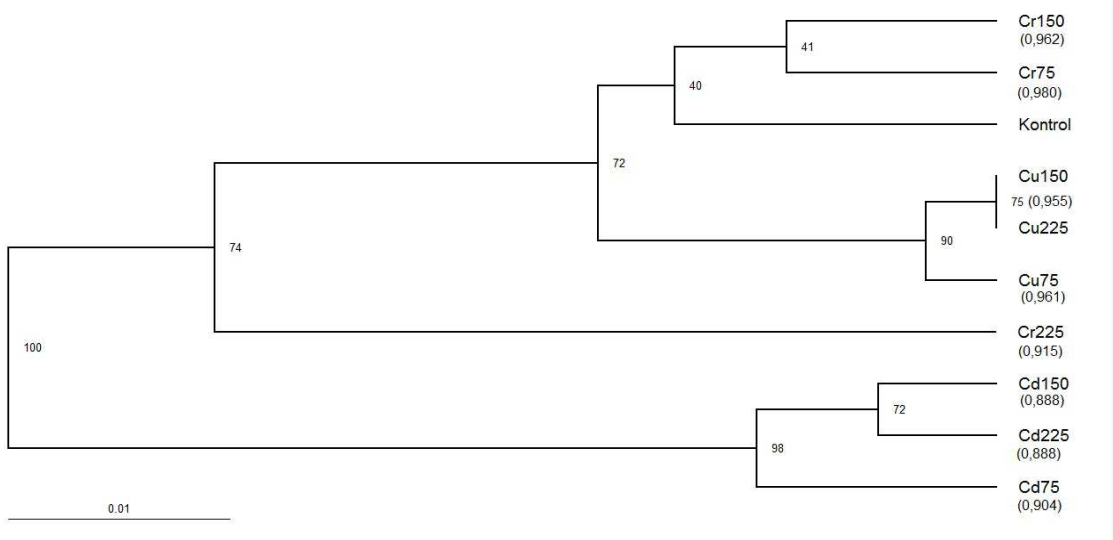 Cr150
(0,962)
41
Cr75
(0,980)
40
Kontrol
72
Cu150
75 (0,955)
Cu225
90
74
Cu75
(0,961)
Cr225
(0,915)
100
Cd150
(0,888)
72
Cd225
(0,888)
98
Cd75
(0,904)
0.01